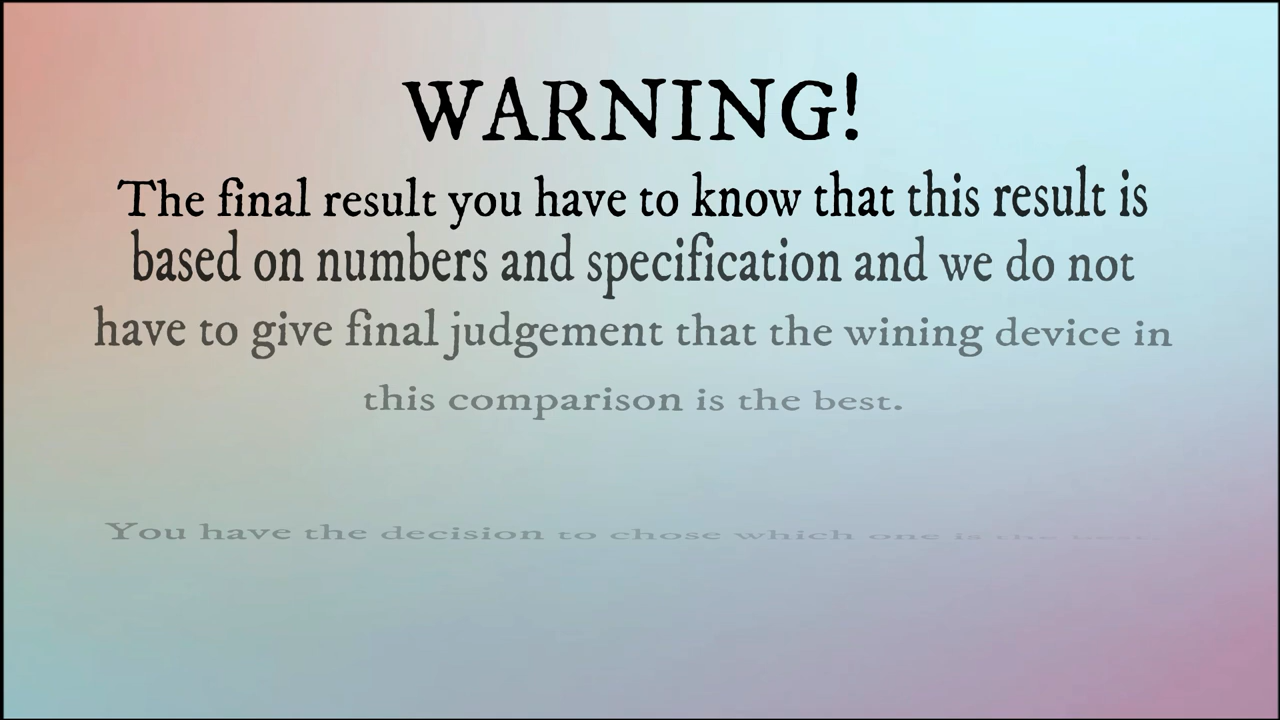 WARNING!
The final result you have to know that this result is
based on numbers and specification and we do not
have to give final judgement that the wining device in
this comparison is the best.
You have the decision to chose which one is the